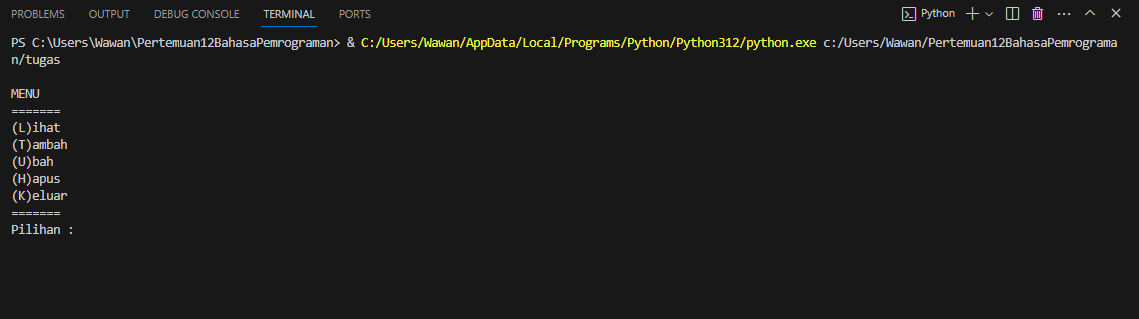 PROBLEMS OUTPUT DEBUG CONSOLE TERMINAL PORTS Python
PS C:\Users\Wawan\Pertemuan12BahasaPemrograman> & C:/Users/Wawan/AppData/Local/Programs/Python/Python312/python.exe c:/Users/Wawan/Pertemuan12BahasaPemrograma
n/tugas
MENU
=======
(L)ihat
(T)ambah
(U)bah
(H)apus
(K)eluar
=======
Pilihan :